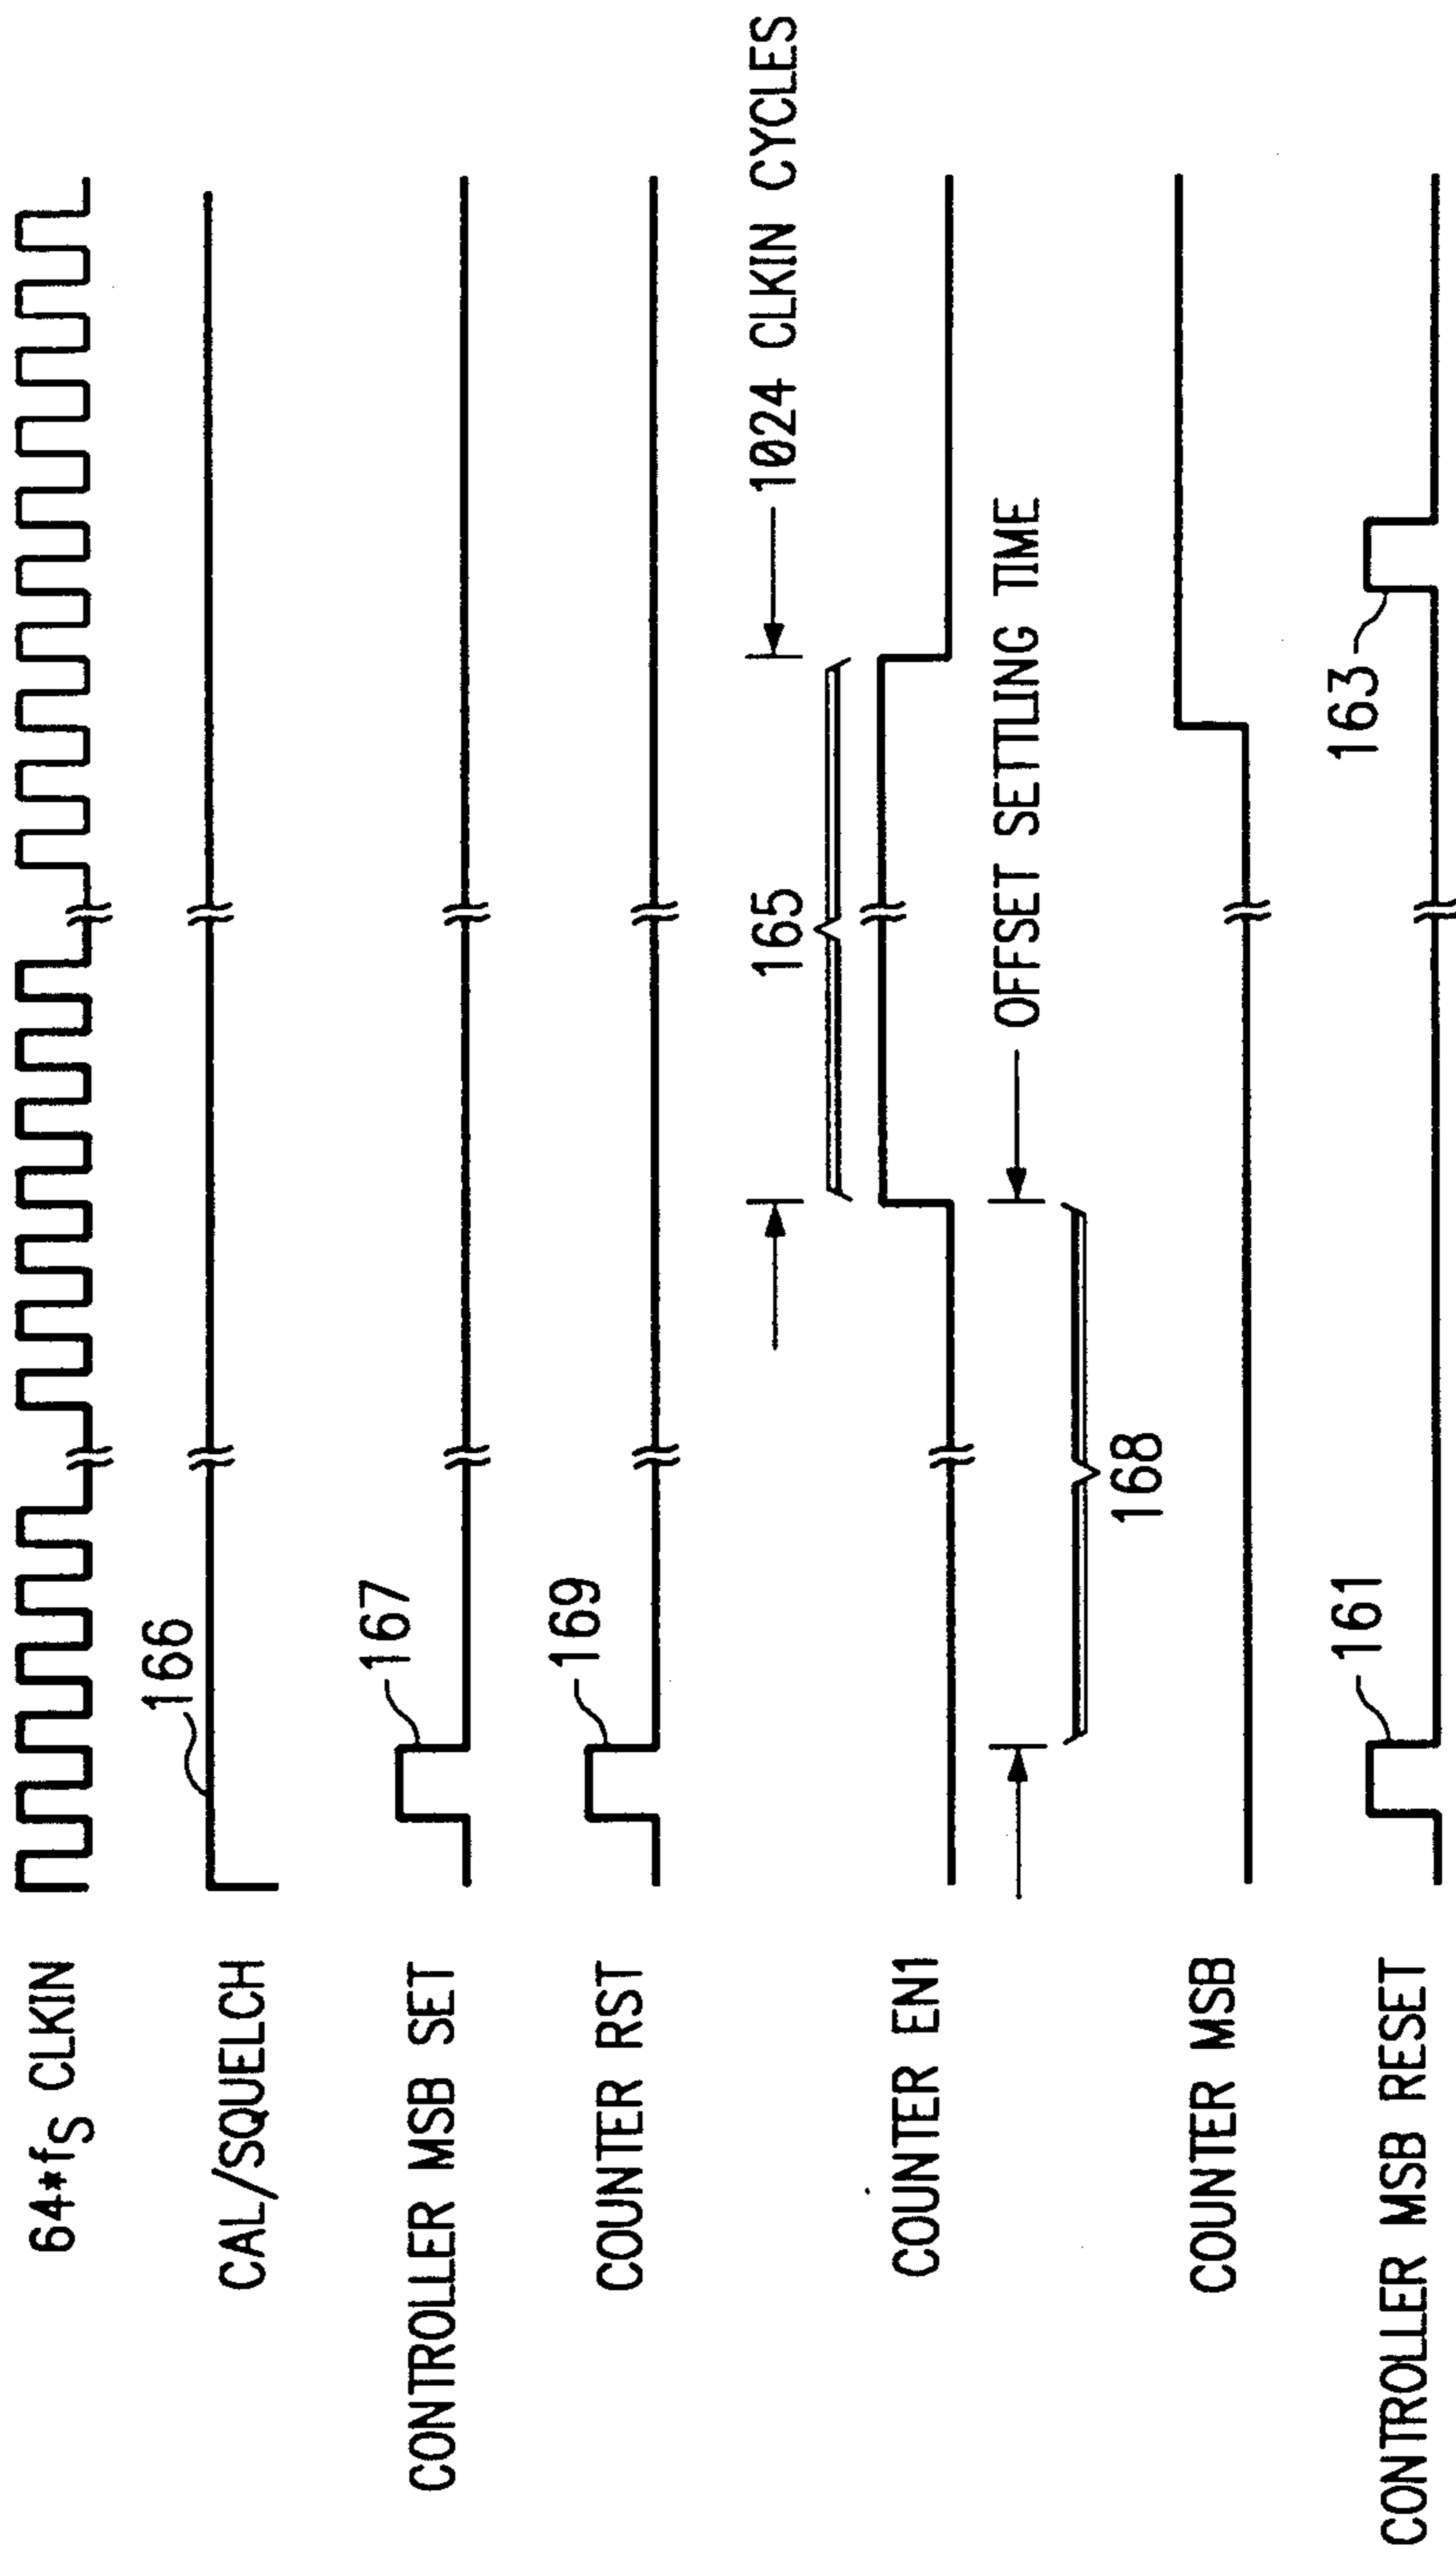 64*fS CLKIN
166
CAL/SQUELCH
167
CONTROLLER MSB SET
169
COUNTER RST
165
1024 CLKIN CYCLES
COUNTER EN1
OFFSET SETTLING TIME
168
COUNTER MSB
161
163
CONTROLLER MSB RESET